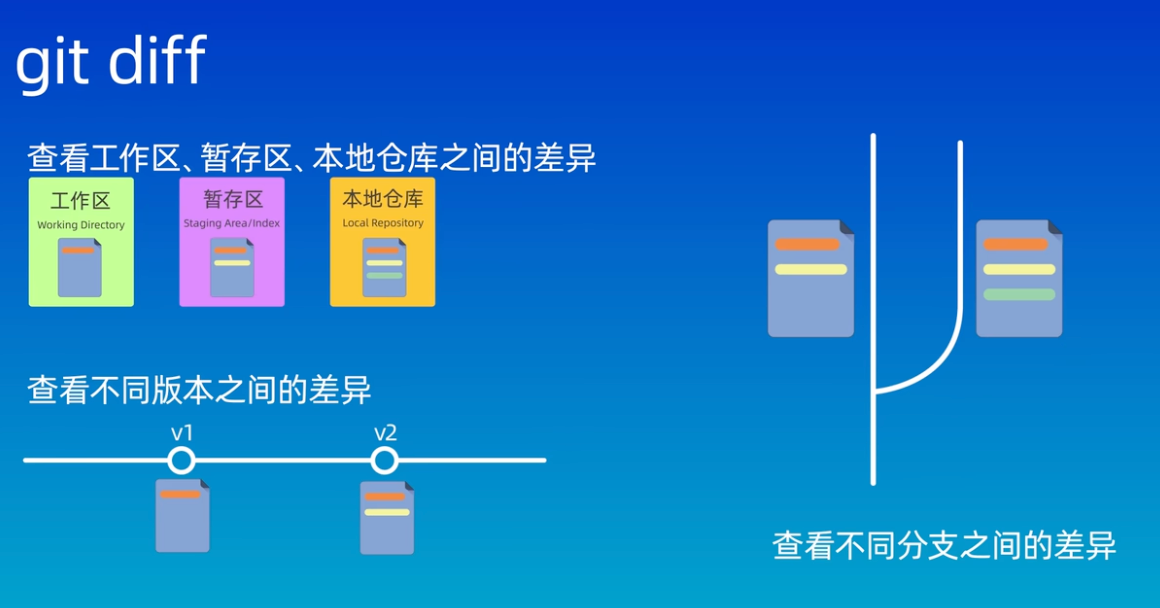 git diff
查看工作区、暂存区、本地仓库之间的差异
工作区
Working Directory
暂存区
Staging Area/Index
本地仓库
Local Repository
查看不同版本之间的差异
v1
v2
查看不同分支之间的差异